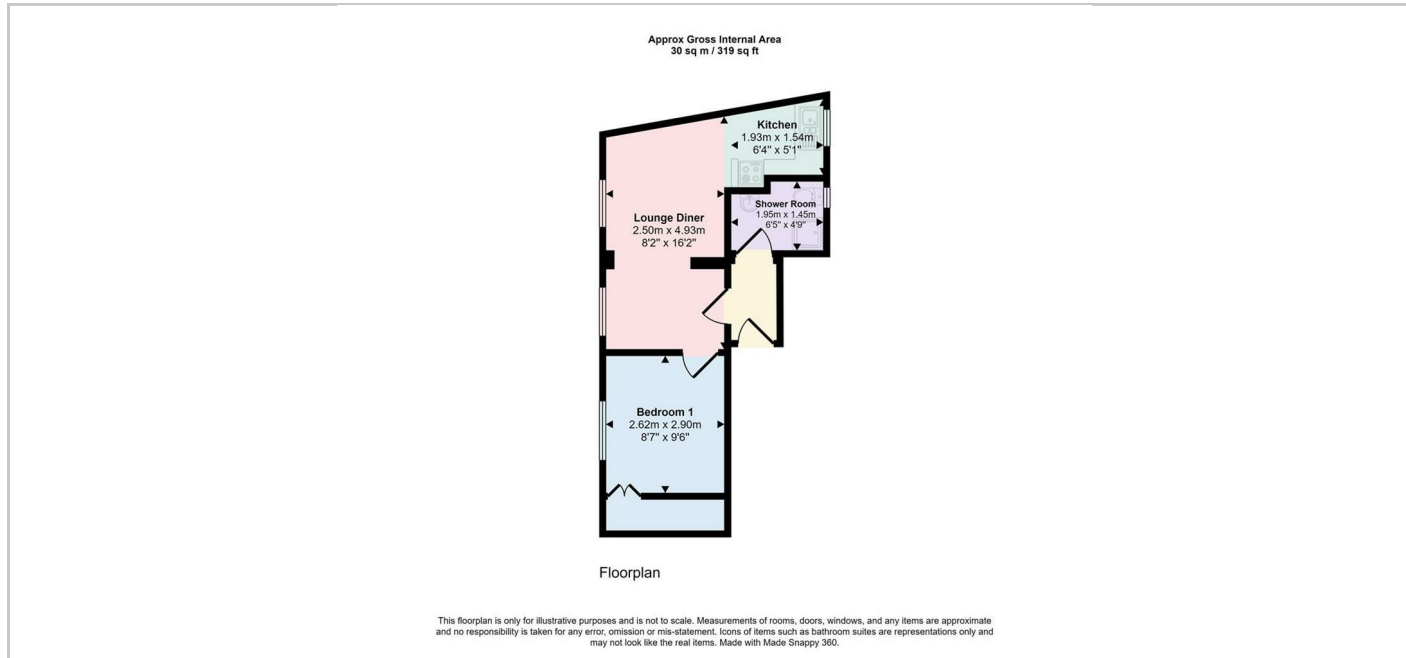 Approx Gross Internal Area
30 sq m / 319 sq ft
Kitchen
1.93m x 1.54m
6'4" x 5'1"
Shower Room
1.95m x 1.45m
6'5" x 4'9"
Lounge Diner
2.50m x 4.93m
8'2" x 16'2"
Bedroom 1
2.62m x 2.90m
8'7" x 9'6"
Floorplan
This floorplan is only for illustrative purposes and is not to scale. Measurements of rooms, doors, windows, and any items are approximate
and no responsibility is taken for any error, omission or mis-statement. Icons of items such as bathroom suites are representations only and
may not look like the real items. Made with Made Snappy 360.